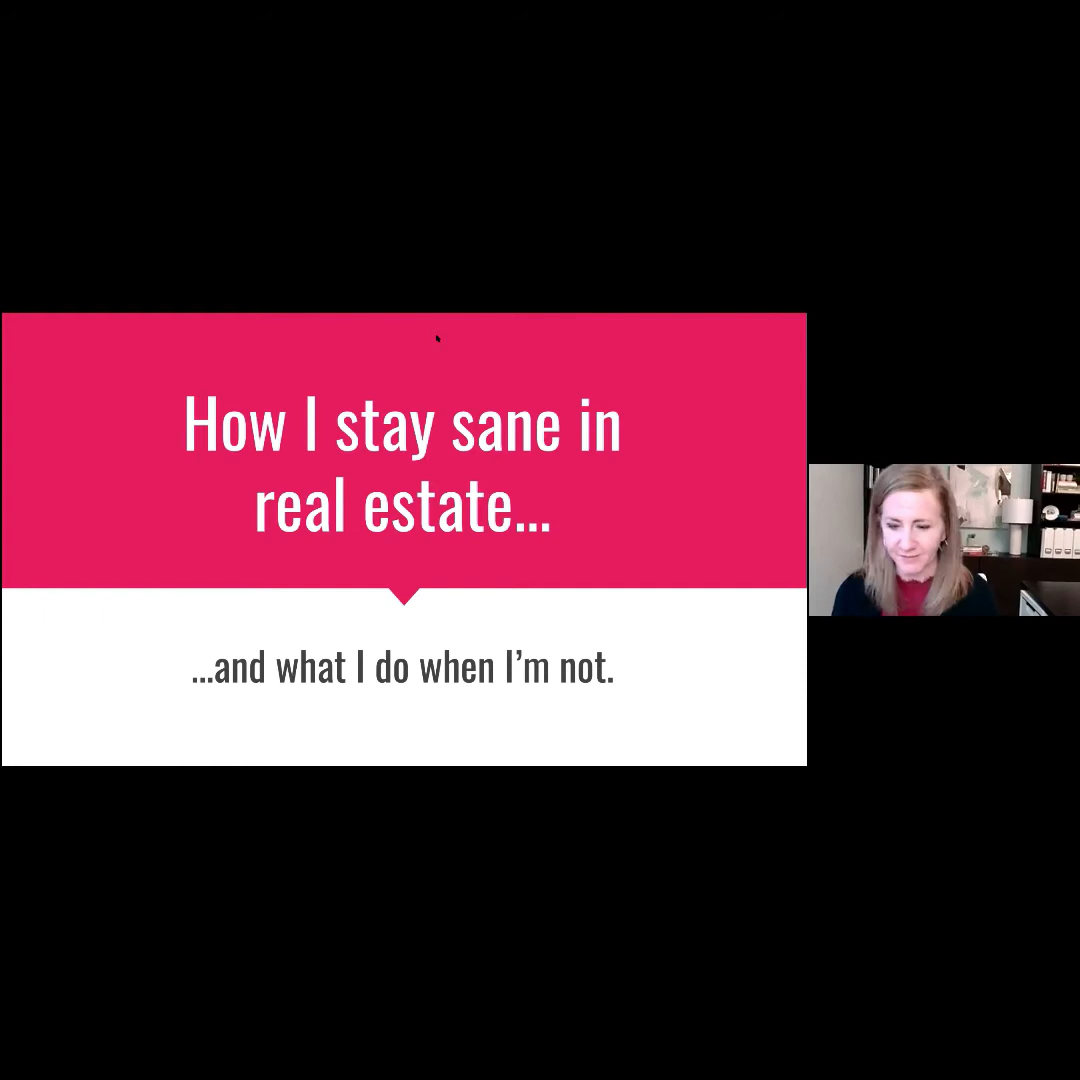 How I stay sane in
real estate...
...and what I do when I’m not.